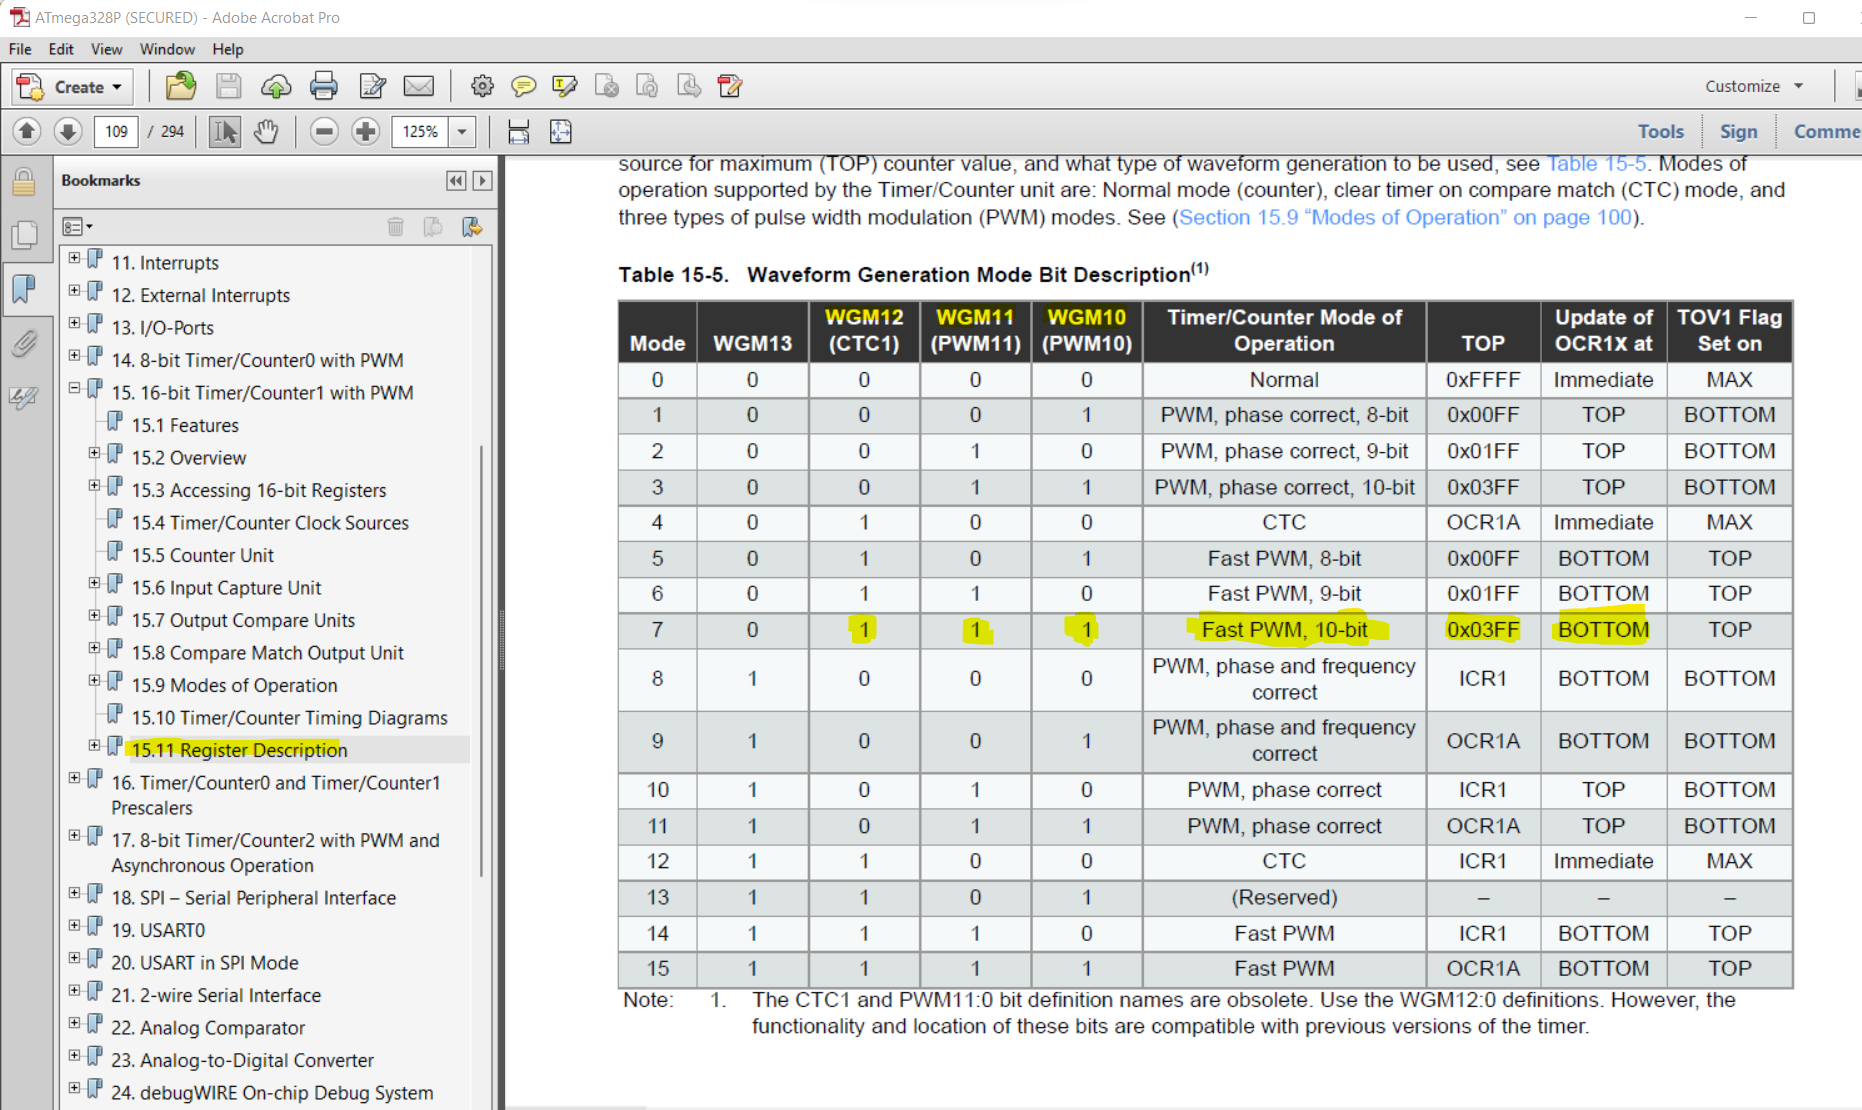 ATmega328P (SECURED) - Adobe Acrobat Pro
File Edit View Window Help
Create
Customize
109 / 294
125%
Tools Sign Comme
Bookmarks
11. Interrupts
12. External Interrupts
13. I/O-Ports
14. 8-bit Timer/Counter0 with PWM
15. 16-bit Timer/Counter1 with PWM
15.1 Features
15.2 Overview
15.3 Accessing 16-bit Registers
15.4 Timer/Counter Clock Sources
15.5 Counter Unit
15.6 Input Capture Unit
15.7 Output Compare Units
15.8 Compare Match Output Unit
15.9 Modes of Operation
15.10 Timer/Counter Timing Diagrams
15.11 Register Description
16. Timer/Counter0 and Timer/Counter1
Prescalers
17. 8-bit Timer/Counter2 with PWM and
Asynchronous Operation
18. SPI – Serial Peripheral Interface
19. USART0
20. USART in SPI Mode
21. 2-wire Serial Interface
22. Analog Comparator
23. Analog-to-Digital Converter
24. debugWIRE On-chip Debug System
source for maximum (TOP) counter value, and what type of waveform generation to be used, see Table 15-5. Modes of
operation supported by the Timer/Counter unit are: Normal mode (counter), clear timer on compare match (CTC) mode, and
three types of pulse width modulation (PWM) modes. See (Section 15.9 “Modes of Operation” on page 100).
Table 15-5. Waveform Generation Mode Bit Description(1)
Mode WGM13 WGM12 (CTC1) WGM11 (PWM11) WGM10 (PWM10) Timer/Counter Mode of Operation TOP Update of OCR1X at TOV1 Flag Set on
0 0 0 0 0 Normal 0xFFFF Immediate MAX
1 0 0 0 1 PWM, phase correct, 8-bit 0x00FF TOP BOTTOM
2 0 0 1 0 PWM, phase correct, 9-bit 0x01FF TOP BOTTOM
3 0 0 1 1 PWM, phase correct, 10-bit 0x03FF TOP BOTTOM
4 0 1 0 0 CTC OCR1A Immediate MAX
5 0 1 0 1 Fast PWM, 8-bit 0x00FF BOTTOM TOP
6 0 1 1 0 Fast PWM, 9-bit 0x01FF BOTTOM TOP
7 0 1 1 1 Fast PWM, 10-bit 0x03FF BOTTOM TOP
8 1 0 0 0 PWM, phase and frequency correct ICR1 BOTTOM BOTTOM
9 1 0 0 1 PWM, phase and frequency correct OCR1A BOTTOM BOTTOM
10 1 0 1 0 PWM, phase correct ICR1 TOP BOTTOM
11 1 0 1 1 PWM, phase correct OCR1A TOP BOTTOM
12 1 1 0 0 CTC ICR1 Immediate MAX
13 1 1 0 1 (Reserved) – – –
14 1 1 1 0 Fast PWM ICR1 BOTTOM TOP
15 1 1 1 1 Fast PWM OCR1A BOTTOM TOP
Note: 1. The CTC1 and PWM11:0 bit definition names are obsolete. Use the WGM12:0 definitions. However, the
functionality and location of these bits are compatible with previous versions of the timer.